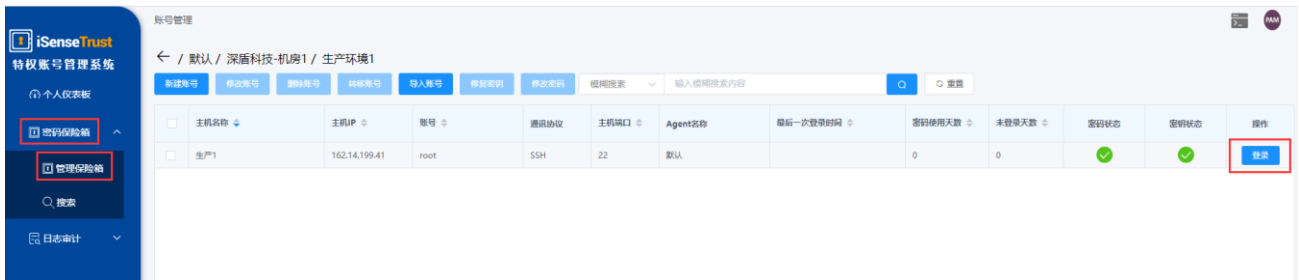 账号管理
PAM
iSenseTrust
特权账号管理系统
← / 默认 / 深盾科技-机房1 / 生产环境1
新建账号 修改账号 删除账号 转移账号 导入账号 修复密钥 修改密码 模糊搜索 输入模糊搜索内容 重置
个人仪表板
密码保险箱
管理保险箱
搜索
日志审计
主机名称 主机IP 账号 通讯协议 主机端口 Agent名称 最后一次登录时间 密码使用天数 未登录天数 密码状态 密钥状态 操作
生产1 162.14.199.41 root SSH 22 默认 0 0 登录